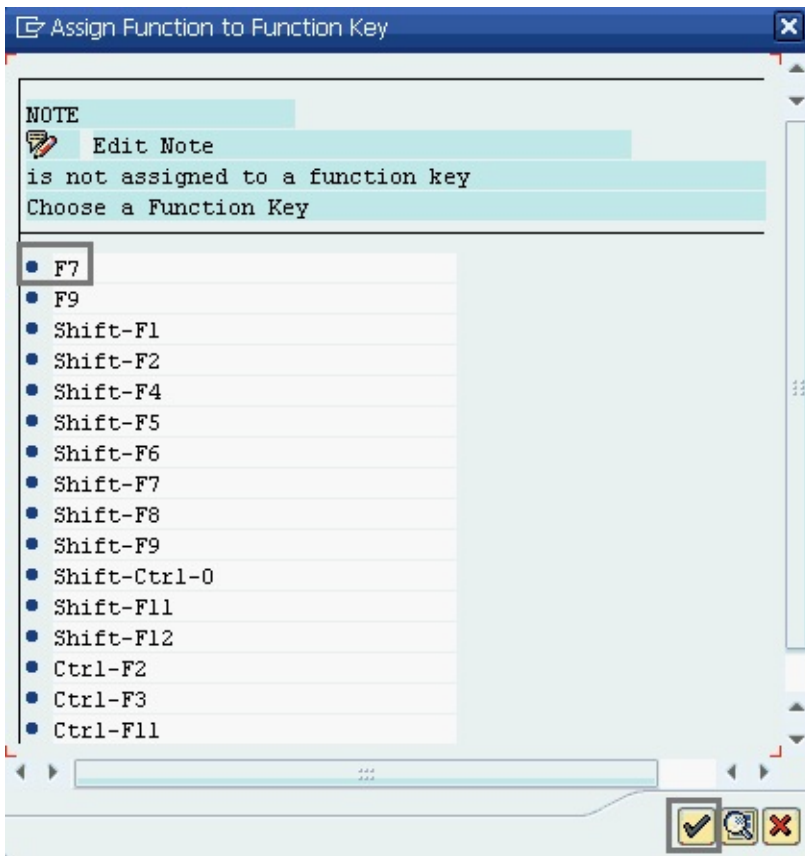 Assign Function to Function Key
NOTE
Edit Note
is not assigned to a function key
Choose a Function Key
F7
F9
Shift-F1
Shift-F2
Shift-F4
Shift-F5
Shift-F6
Shift-F7
Shift-F8
Shift-F9
Shift-Ctrl-0
Shift-F11
Shift-F12
Ctrl-F2
Ctrl-F3
Ctrl-F11